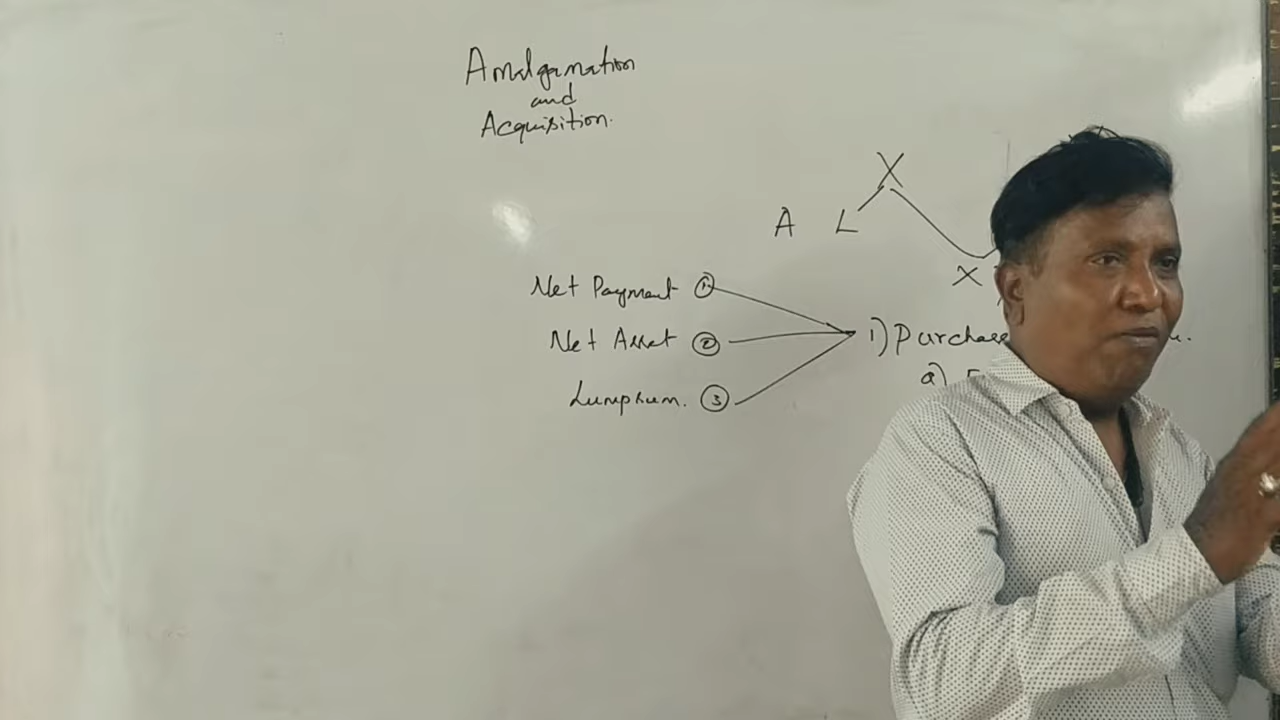 Amalgamation
and
Acquisition.
X
A L
X
Net Payment ①
Net Asset ②
1) Purchase
a)
Lumpsum. ③